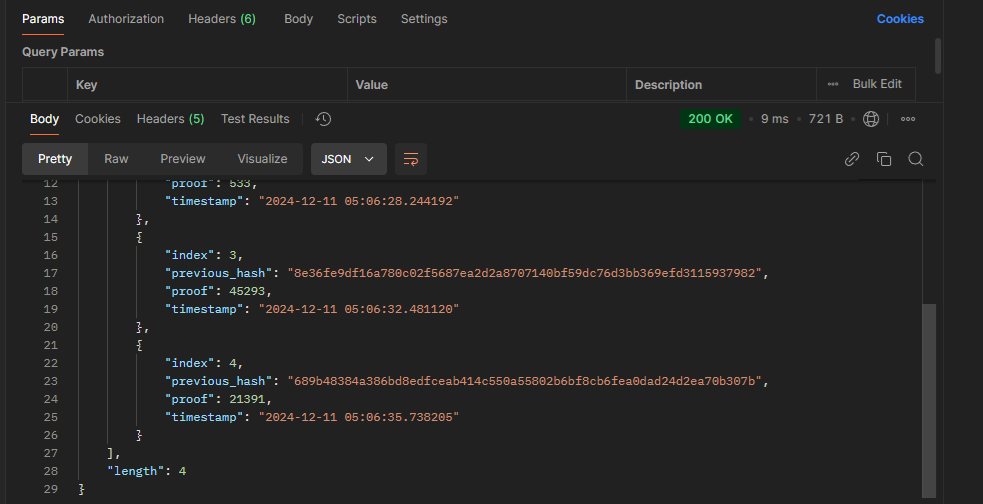 Params Authorization Headers (6) Body Scripts Settings Cookies
Query Params
Key Value Description Bulk Edit
Body Cookies Headers (5) Test Results 200 OK • 9 ms • 721 B
Pretty Raw Preview Visualize JSON
12 "proof": 533,
13 "timestamp": "2024-12-11 05:06:28.244192"
14 },
15 {
16 "index": 3,
17 "previous_hash": "8e36fe9df16a780c02f5687ea2d2a8707140bf59dc76d3bb369efd3115937982",
18 "proof": 45293,
19 "timestamp": "2024-12-11 05:06:32.481120"
20 },
21 {
22 "index": 4,
23 "previous_hash": "689b48384a386bd8edfceab414c550a55802b6bf8cb6fea0dad24d2ea70b307b",
24 "proof": 21391,
25 "timestamp": "2024-12-11 05:06:35.738205"
26 }
27 ],
28 "length": 4
29 }